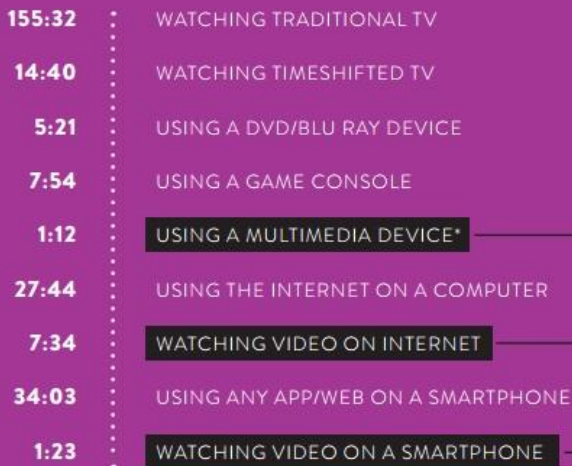 155:32 WATCHING TRADITIONAL TV
14:40 WATCHING TIMESHIFTED TV
5:21 USING A DVD/BLU RAY DEVICE
7:54 USING A GAME CONSOLE
1:12 USING A MULTIMEDIA DEVICE*
27:44 USING THE INTERNET ON A COMPUTER
7:34 WATCHING VIDEO ON INTERNET
34:03 USING ANY APP/WEB ON A SMARTPHONE
1:23 WATCHING VIDEO ON A SMARTPHONE